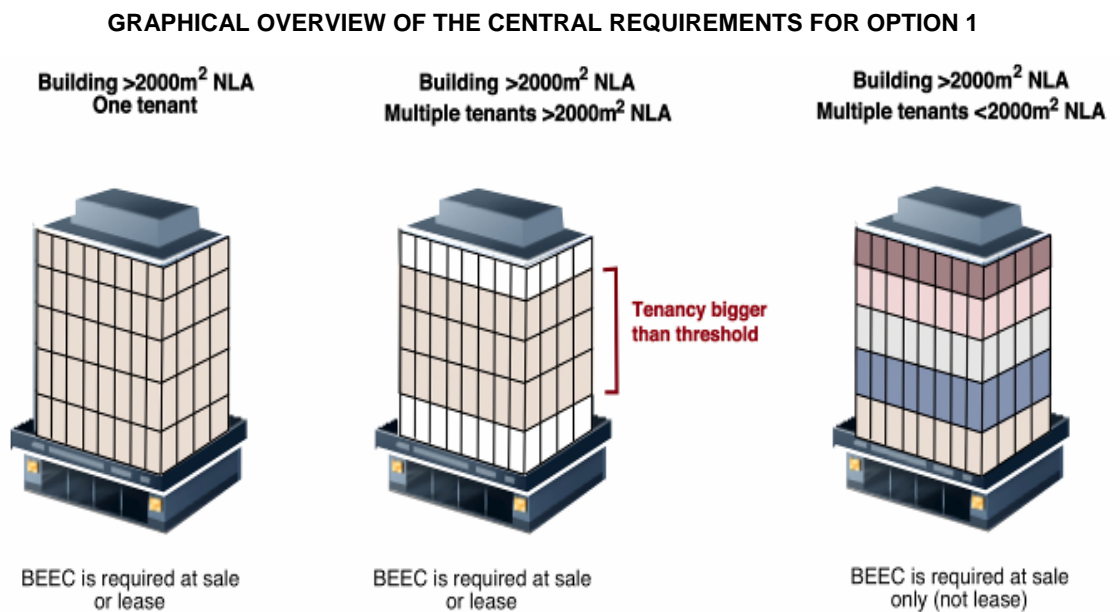 GRAPHICAL OVERVIEW OF THE CENTRAL REQUIREMENTS FOR OPTION 1
Building >2000m² NLA
One tenant
Building >2000m² NLA
Multiple tenants >2000m² NLA
Building >2000m² NLA
Multiple tenants <2000m² NLA
Tenancy bigger
than threshold
BEEC is required at sale
or lease
BEEC is required at sale
or lease
BEEC is required at sale
only (not lease)